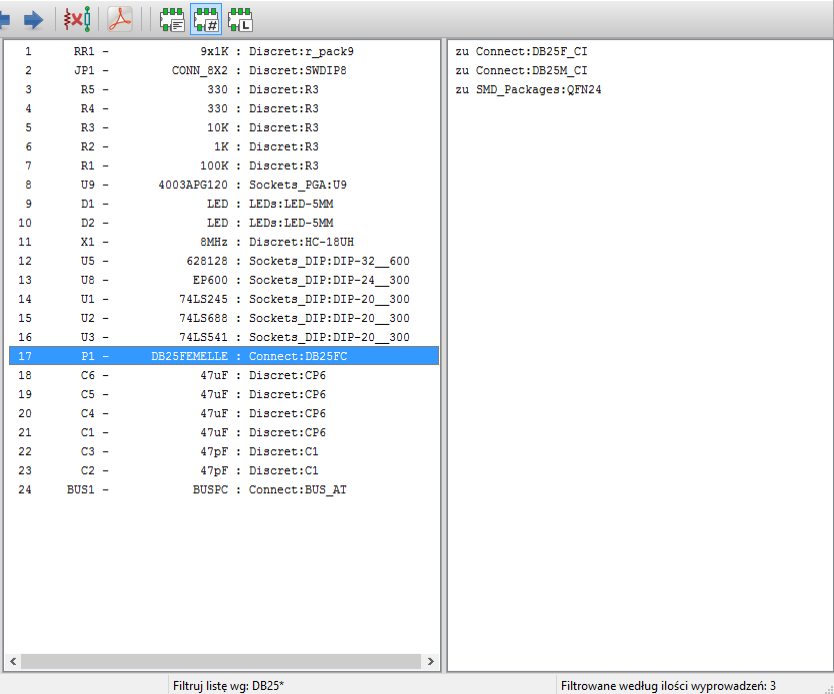 #
L
1 RR1 - 9x1K : Discret:r_pack9
2 JP1 - CONN_8X2 : Discret:SWDIP8
3 R5 - 330 : Discret:R3
4 R4 - 330 : Discret:R3
5 R3 - 10K : Discret:R3
6 R2 - 1K : Discret:R3
7 R1 - 100K : Discret:R3
8 U9 - 4003APG120 : Sockets_PGA:U9
9 D1 - LED : LEDs:LED-5MM
10 D2 - LED : LEDs:LED-5MM
11 X1 - 8MHz : Discret:HC-18UH
12 U5 - 628128 : Sockets_DIP:DIP-32__600
13 U8 - EP600 : Sockets_DIP:DIP-24__300
14 U1 - 74LS245 : Sockets_DIP:DIP-20__300
15 U2 - 74LS688 : Sockets_DIP:DIP-20__300
16 U3 - 74LS541 : Sockets_DIP:DIP-20__300
17 P1 - DB25FEMELLE : Connect:DB25FC
18 C6 - 47uF : Discret:CP6
19 C5 - 47uF : Discret:CP6
20 C4 - 47uF : Discret:CP6
21 C1 - 47uF : Discret:CP6
22 C3 - 47pF : Discret:C1
23 C2 - 47pF : Discret:C1
24 BUS1 - BUSPC : Connect:BUS_AT
zu Connect:DB25F_CI
zu Connect:DB25M_CI
zu SMD_Packages:QFN24
Filtruj listę wg: DB25*
Filtrowane według ilości wyprowadzeń: 3